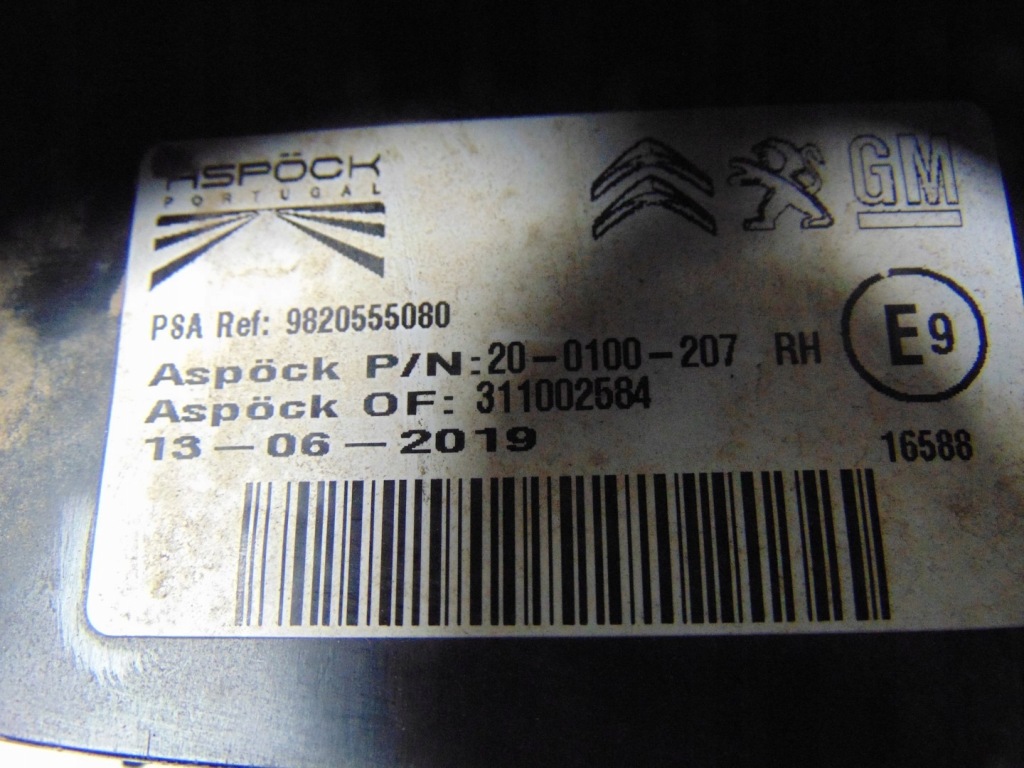 ASPÖCK
PORTUGAL
GM
PSA Ref: 9820555080
Aspöck P/N: 20-0100-207 RH
E9
Aspöck OF: 311002584
13-06-2019
16588